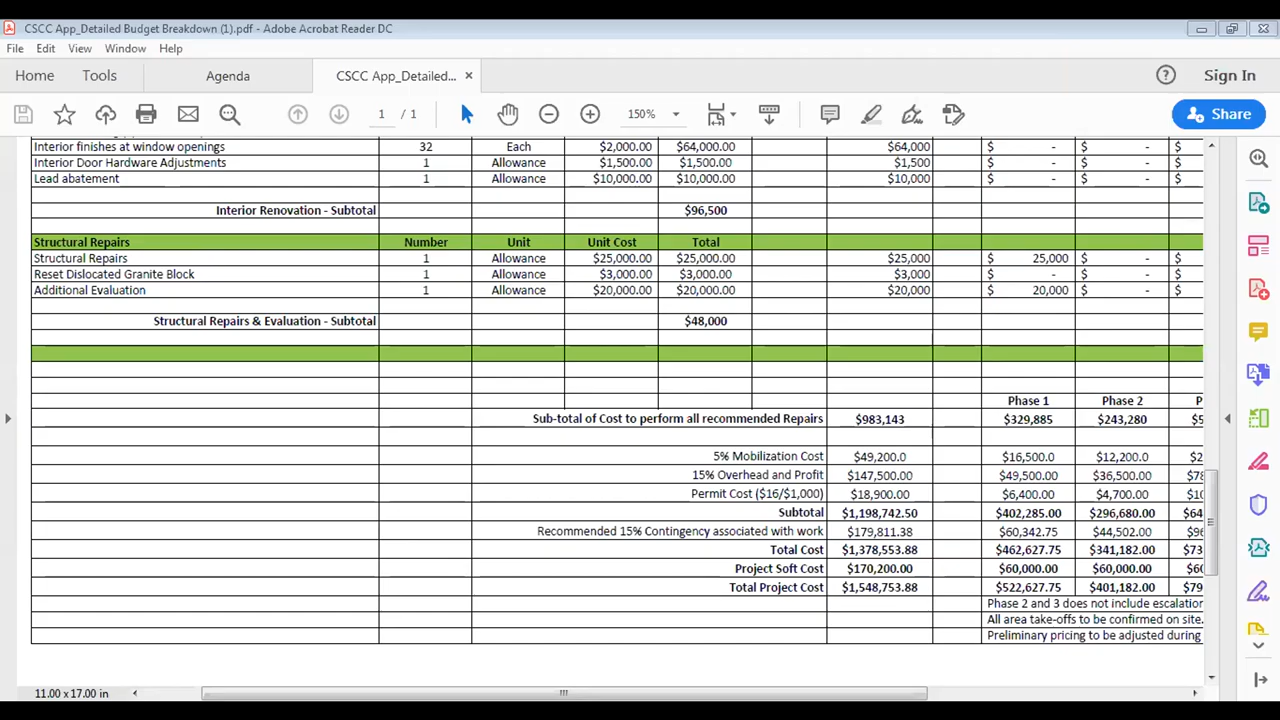 CSCC App_Detailed Budget Breakdown (1).pdf - Adobe Acrobat Reader DC
File Edit View Window Help
Home Tools Agenda CSCC App_Detailed... × ? Sign In
1 / 1 150% Share
Interior finishes at window openings 32 Each $2,000.00 $64,000.00 $64,000 $ - $ - $
Interior Door Hardware Adjustments 1 Allowance $1,500.00 $1,500.00 $1,500 $ - $ - $
Lead abatement 1 Allowance $10,000.00 $10,000.00 $10,000 $ - $ - $
Interior Renovation - Subtotal $96,500
Structural Repairs Number Unit Unit Cost Total
Structural Repairs 1 Allowance $25,000.00 $25,000.00 $25,000 $ 25,000 $ - $
Reset Dislocated Granite Block 1 Allowance $3,000.00 $3,000.00 $3,000 $ - $ - $
Additional Evaluation 1 Allowance $20,000.00 $20,000.00 $20,000 $ 20,000 $ - $
Structural Repairs & Evaluation - Subtotal $48,000
Phase 1 Phase 2 P
Sub-total of Cost to perform all recommended Repairs $983,143 $329,885 $243,280 $5
5% Mobilization Cost $49,200.0 $16,500.0 $12,200.0 $2
15% Overhead and Profit $147,500.00 $49,500.00 $36,500.00 $78
Permit Cost ($16/$1,000) $18,900.00 $6,400.00 $4,700.00 $10
Subtotal $1,198,742.50 $402,285.00 $296,680.00 $64
Recommended 15% Contingency associated with work $179,811.38 $60,342.75 $44,502.00 $96
Total Cost $1,378,553.88 $462,627.75 $341,182.00 $73
Project Soft Cost $170,200.00 $60,000.00 $60,000.00 $60
Total Project Cost $1,548,753.88 $522,627.75 $401,182.00 $79
Phase 2 and 3 does not include escalation
All area take-offs to be confirmed on site.
Preliminary pricing to be adjusted during
11.00 x 17.00 in